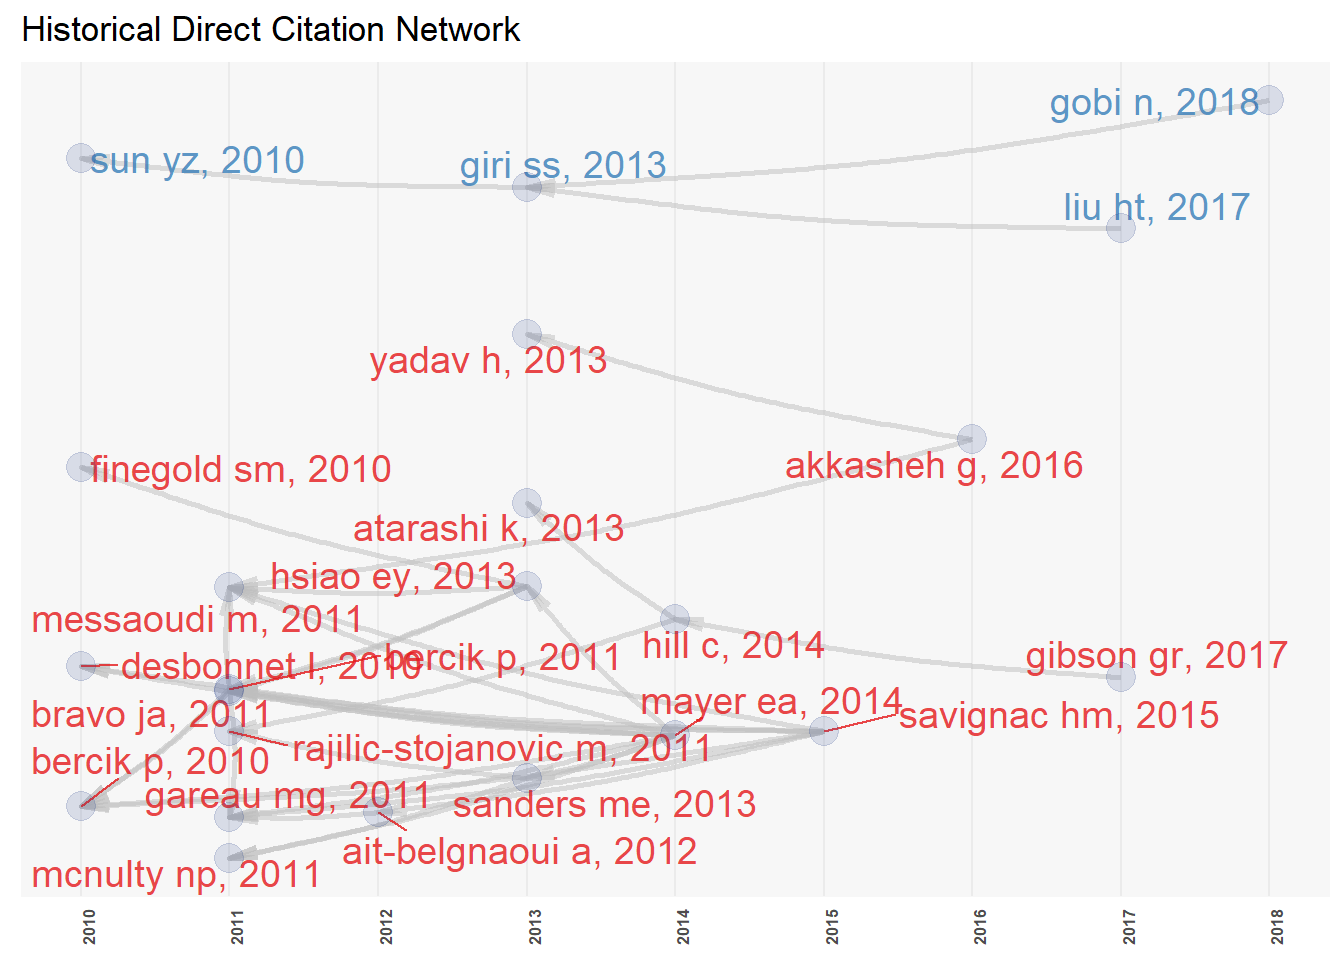 Historical Direct Citation Network
gobi n, 2018
sun yz, 2010
giri ss, 2013
liu ht, 2017
yadav h, 2013
akkasheh g, 2016
finegold sm, 2010
atarashi k, 2013
hsiao ey, 2013
messaoudi m, 2011
hill c, 2014
gibson gr, 2017
bercik p, 2011
desbonnet l, 2010
mayer ea, 2014
bravo ja, 2011
savignac hm, 2015
rajilic-stojanovic m, 2011
bercik p, 2010
gareau mg, 2011
sanders me, 2013
ait-belgnaoui a, 2012
mcnulty np, 2011
2010
2011
2012
2013
2014
2015
2016
2017
2018